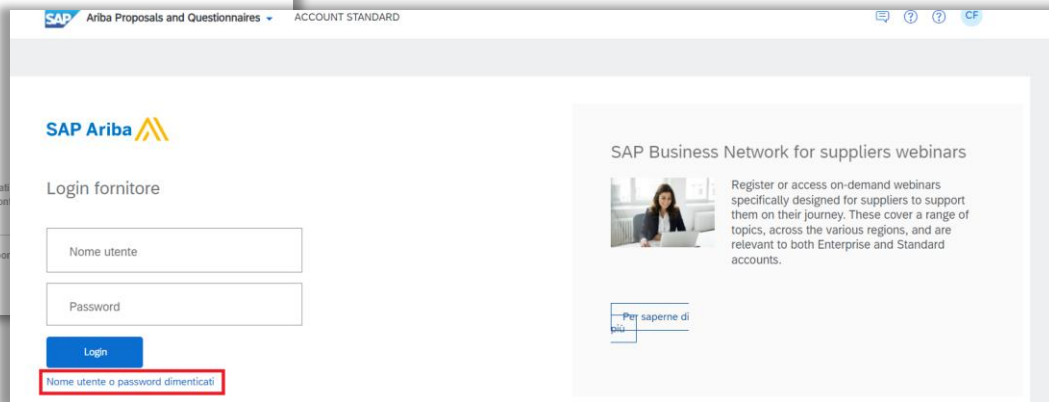 SAP Ariba Proposals and Questionnaires ACCOUNT STANDARD CF
SAP Ariba
Login fornitore
Nome utente
Password
Login
Nome utente o password dimenticati
SAP Business Network for suppliers webinars
Register or access on-demand webinars
specifically designed for suppliers to support
them on their journey. These cover a range of
topics, across the various regions, and are
relevant to both Enterprise and Standard
accounts.
Per saperne di
più